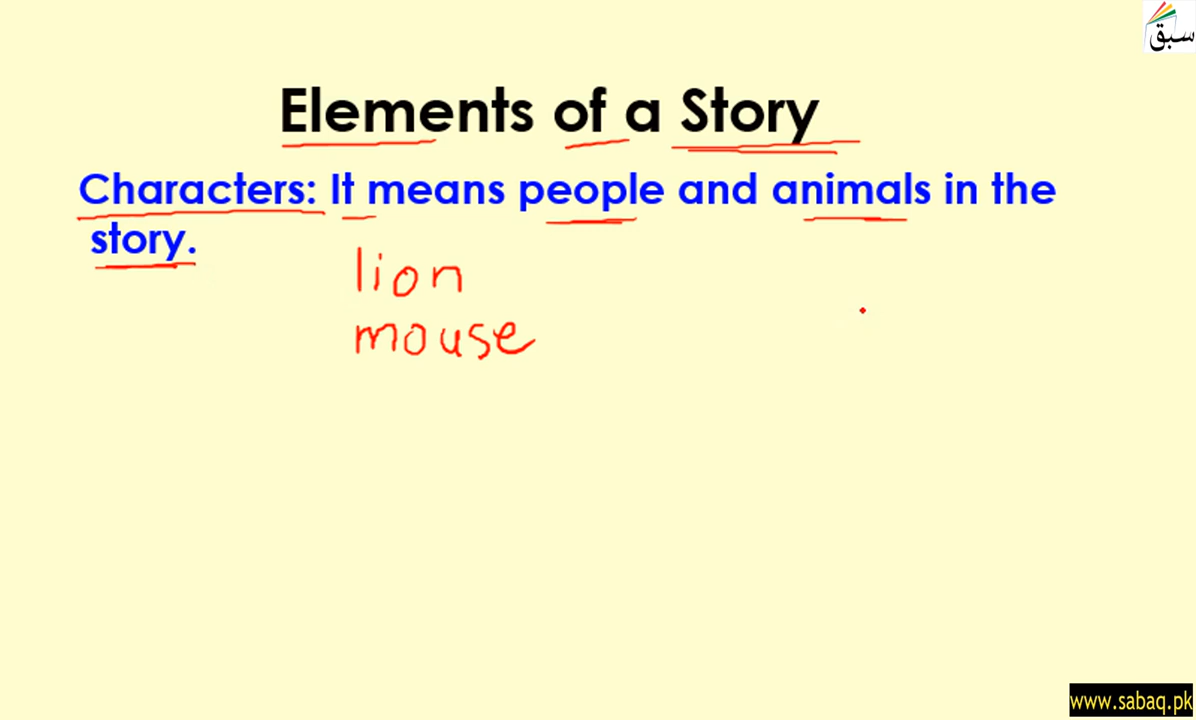 سبق
Elements of a Story
Characters: It means people and animals in the
story.
lion
mouse
www.sabaq.pk